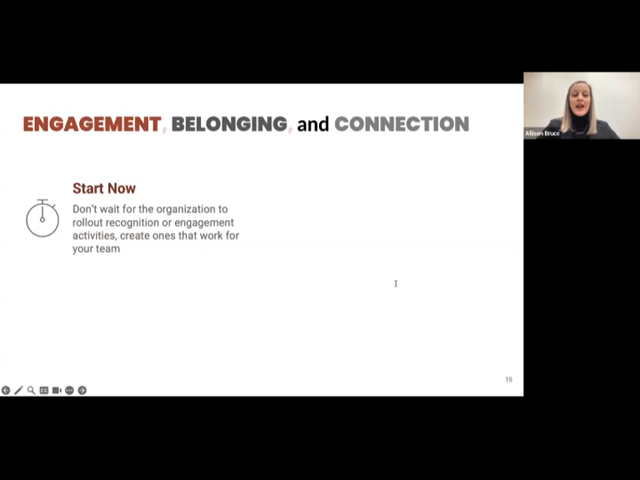 ENGAGEMENT, BELONGING, and CONNECTION
Start Now
Don't wait for the organization to
rollout recognition or engagement
activities, create ones that work for
your team
16
Allison Bruce